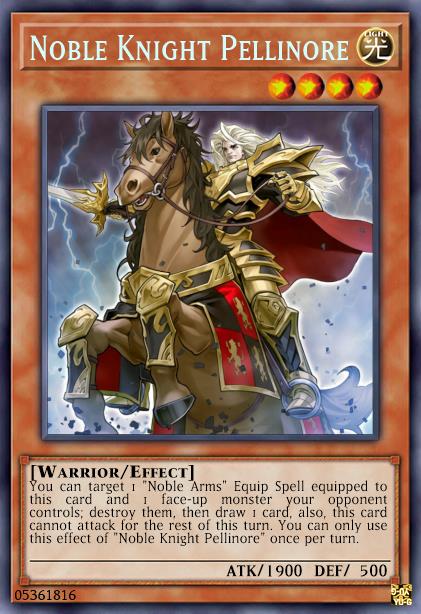 NOBLE KNIGHT PELLINORE
LIGHT
光
[WARRIOR/EFFECT]
You can target 1 "Noble Arms" Equip Spell equipped to
this card and 1 face-up monster your opponent
controls; destroy them, then draw 1 card, also, this card
cannot attack for the rest of this turn. You can only use
this effect of "Noble Knight Pellinore" once per turn.
ATK/1900 DEF/ 500
05361816